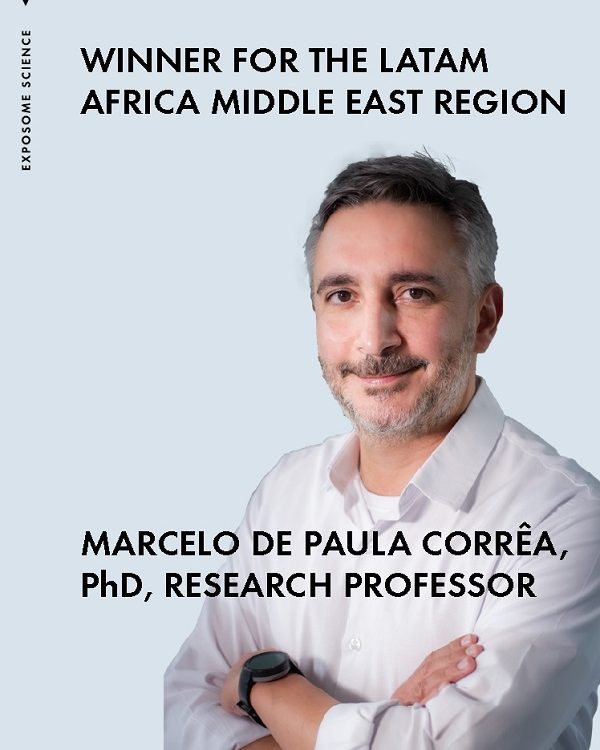 EXPOSOME SCIENCE
WINNER FOR THE LATAM
AFRICA MIDDLE EAST REGION
MARCELO DE PAULA CORRÊA,
PhD, RESEARCH PROFESSOR